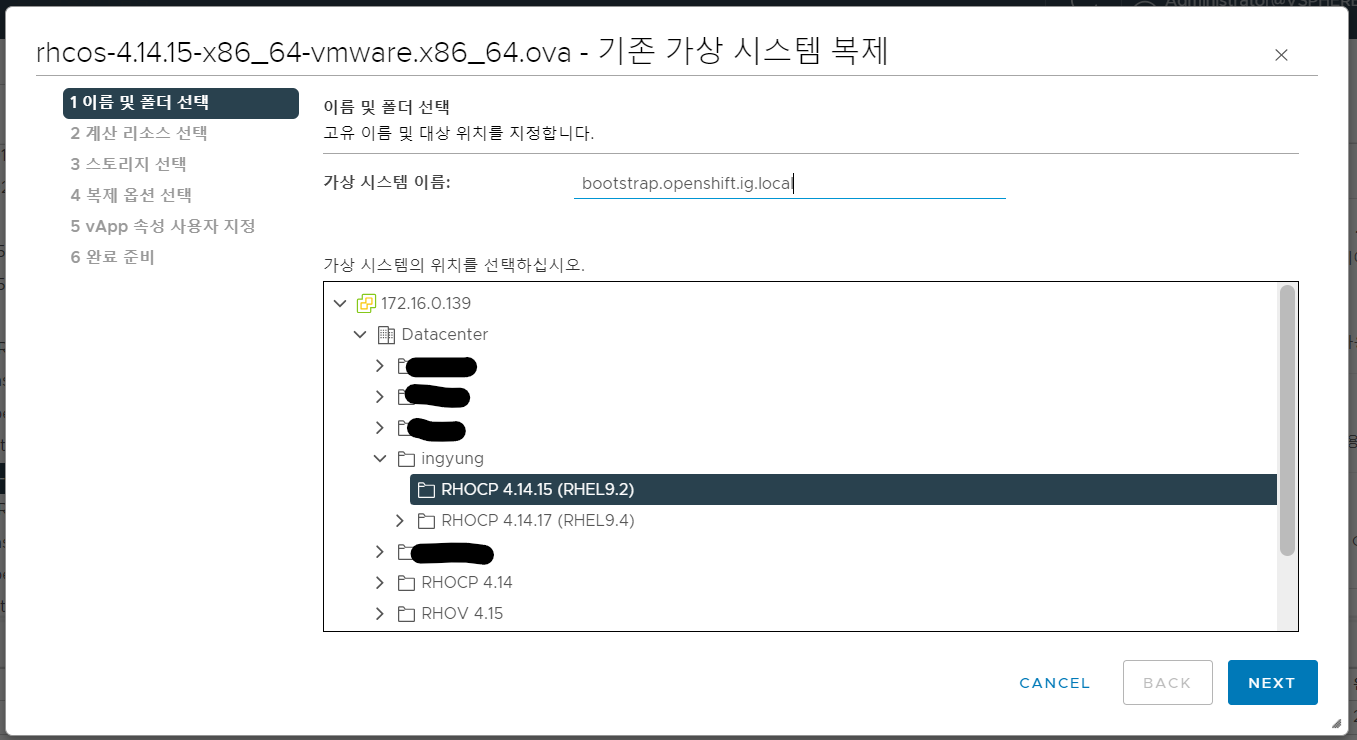 rhcos-4.14.15-x86_64-vmware.x86_64.ova - 기존 가상 시스템 복제
1 이름 및 폴더 선택
2 계산 리소스 선택
3 스토리지 선택
4 복제 옵션 선택
5 vApp 속성 사용자 지정
6 완료 준비
이름 및 폴더 선택
고유 이름 및 대상 위치를 지정합니다.
가상 시스템 이름: bootstrap.openshift.ig.local
가상 시스템의 위치를 선택하십시오.
172.16.0.139
Datacenter
ingyung
RHOCP 4.14.15 (RHEL9.2)
RHOCP 4.14.17 (RHEL9.4)
RHOCP 4.14
RHOV 4.15
CANCEL BACK NEXT